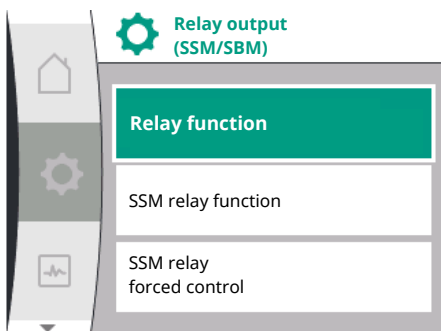 Relay output
(SSM/SBM)
Relay function
SSM relay function
SSM relay
forced control